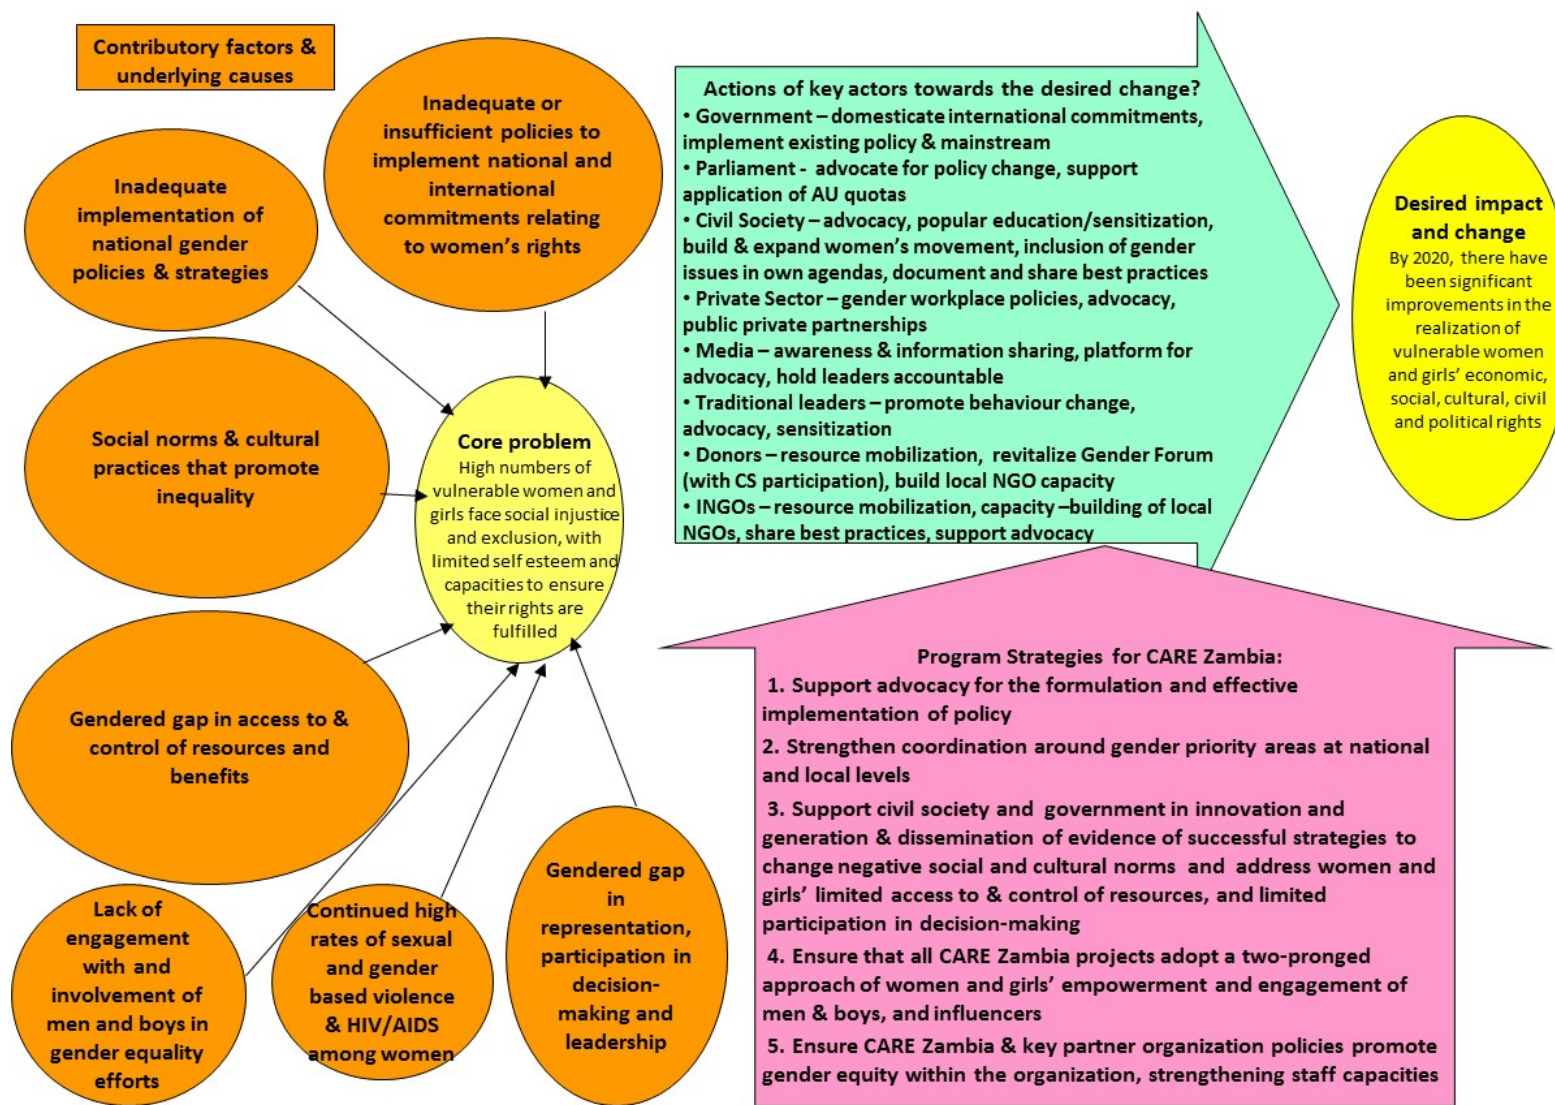 Contributory factors &
underlying causes
Inadequate or
insufficient policies to
implement national and
international
commitments relating
to women's rights
Inadequate
implementation of
national gender
policies & strategies
Social norms & cultural
practices that promote
inequality
Gendered gap in access to &
control of resources and
benefits
Lack of
engagement
with and
involvement of
men and boys in
gender equality
efforts
Continued high
rates of sexual
and gender
based violence
& HIV/AIDS
among women
Gendered gap
in
representation,
participation in
decision-
making and
leadership
Core problem
High numbers of
vulnerable women and
girls face social injustice
and exclusion, with
limited self esteem and
capacities to ensure
their rights are
fulfilled
Actions of key actors towards the desired change?
• Government – domesticate international commitments,
implement existing policy & mainstream
• Parliament - advocate for policy change, support
application of AU quotas
• Civil Society – advocacy, popular education/sensitization,
build & expand women's movement, inclusion of gender
issues in own agendas, document and share best practices
• Private Sector – gender workplace policies, advocacy,
public private partnerships
• Media – awareness & information sharing, platform for
advocacy, hold leaders accountable
• Traditional leaders – promote behaviour change,
advocacy, sensitization
• Donors – resource mobilization, revitalize Gender Forum
(with CS participation), build local NGO capacity
• INGOs – resource mobilization, capacity –building of local
NGOs, share best practices, support advocacy
Desired impact
and change
By 2020, there have
been significant
improvements in the
realization of
vulnerable women
and girls' economic,
social, cultural, civil
and political rights
Program Strategies for CARE Zambia:
1. Support advocacy for the formulation and effective
implementation of policy
2. Strengthen coordination around gender priority areas at national
and local levels
3. Support civil society and government in innovation and
generation & dissemination of evidence of successful strategies to
change negative social and cultural norms and address women and
girls' limited access to & control of resources, and limited
participation in decision-making
4. Ensure that all CARE Zambia projects adopt a two-pronged
approach of women and girls' empowerment and engagement of
men & boys, and influencers
5. Ensure CARE Zambia & key partner organization policies promote
gender equity within the organization, strengthening staff capacities